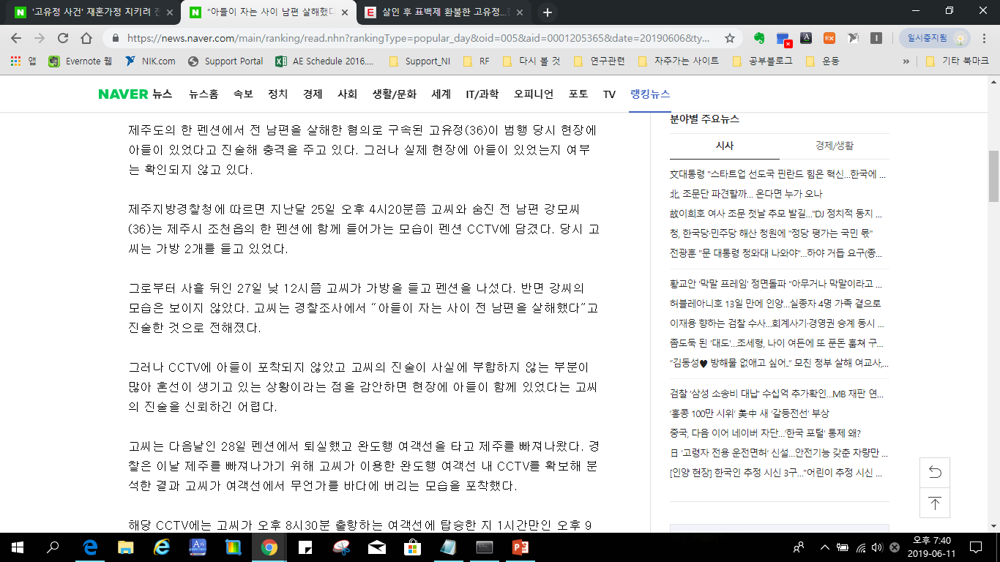 '고유정 사건' 재혼가정 지키려 전
"아들이 자는 사이 남편 살해했다
살인 후 표백제 환불한 고유정...
https://news.naver.com/main/ranking/read.nhn?rankingType=popular_day&oid=005&aid=0001205365&date=20190606&ty...
일시중지됨
앱
Evernote 웹
NIK.com
Support Portal
AE Schedule 2016....
Support_NI
RF
다시 볼 것
연구관련
자주가는 사이트
공부블로그
운동
»
기타 북마크
NAVER 뉴스 뉴스홈 속보 정치 경제 사회 생활/문화 세계 IT/과학 오피니언 포토 TV 랭킹뉴스
제주도의 한 펜션에서 전 남편을 살해한 혐의로 구속된 고유정(36)이 범행 당시 현장에
아들이 있었다고 진술해 충격을 주고 있다. 그러나 실제 현장에 아들이 있었는지 여부
는 확인되지 않고 있다.
제주지방경찰청에 따르면 지난달 25일 오후 4시20분쯤 고씨와 숨진 전 남편 강모씨
(36)는 제주시 조천읍의 한 펜션에 함께 들어가는 모습이 펜션 CCTV에 담겼다. 당시 고
씨는 가방 2개를 들고 있었다.
그로부터 사흘 뒤인 27일 낮 12시쯤 고씨가 가방을 들고 펜션을 나섰다. 반면 강씨의
모습은 보이지 않았다. 고씨는 경찰조사에서 “아들이 자는 사이 전 남편을 살해했다”고
진술한 것으로 전해졌다.
그러나 CCTV에 아들이 포착되지 않았고 고씨의 진술이 사실에 부합하지 않는 부분이
많아 혼선이 생기고 있는 상황이라는 점을 감안하면 현장에 아들이 함께 있었다는 고씨
의 진술을 신뢰하긴 어렵다.
고씨는 다음날인 28일 펜션에서 퇴실했고 완도행 여객선을 타고 제주를 빠져나왔다. 경
찰은 이날 제주를 빠져나가기 위해 고씨가 이용한 완도행 여객선 내 CCTV를 확보해 분
석한 결과 고씨가 여객선에서 무언가를 바다에 버리는 모습을 포착했다.
해당 CCTV에는 고씨가 오후 8시30분 출항하는 여객선에 탑승한 지 1시간만인 오후 9
분야별 주요뉴스
시사 경제/생활
文대통령 "스타트업 선도국 핀란드 힘은 혁신…한국에 ...
北, 조문단 파견할까… 온다면 누가 오나
故이희호 여사 조문 첫날 추모 발길…"DJ 정치적 동지 ...
청, 한국당·민주당 해산 청원에 "정당 평가는 국민 몫"
전광훈 "문 대통령 청와대 나와야"…하야 거듭 요구(종...
황교안 '막말 프레임' 정면돌파 “아무거나 막말이라고 ...
허블레아니호 13일 만에 인양…실종자 4명 가족 곁으로
이재용 향하는 검찰 수사…회계사기·경영권 승계 동시 ...
좀도둑 된 '대도'…조세형, 나이 여든에 또 푼돈 훔쳐 구...
“김동성♥ 방해물 없애고 싶어..” 모친 청부 살해 여교사,...
검찰 '삼성 소송비 대납' 수십억 추가확인…MB 재판 연...
‘홍콩 100만 시위’ 美·中 새 ‘갈등전선’ 부상
중국, 다음 이어 네이버 차단…‘한국 포털’ 통제 왜?
日 ‘고령자 전용 운전면허’ 신설…안전기능 갖춘 차량만 ...
[인양 현장] 한국인 추정 시신 3구…"어린이 추정 시신 ...
오후 7:40
2019-06-11